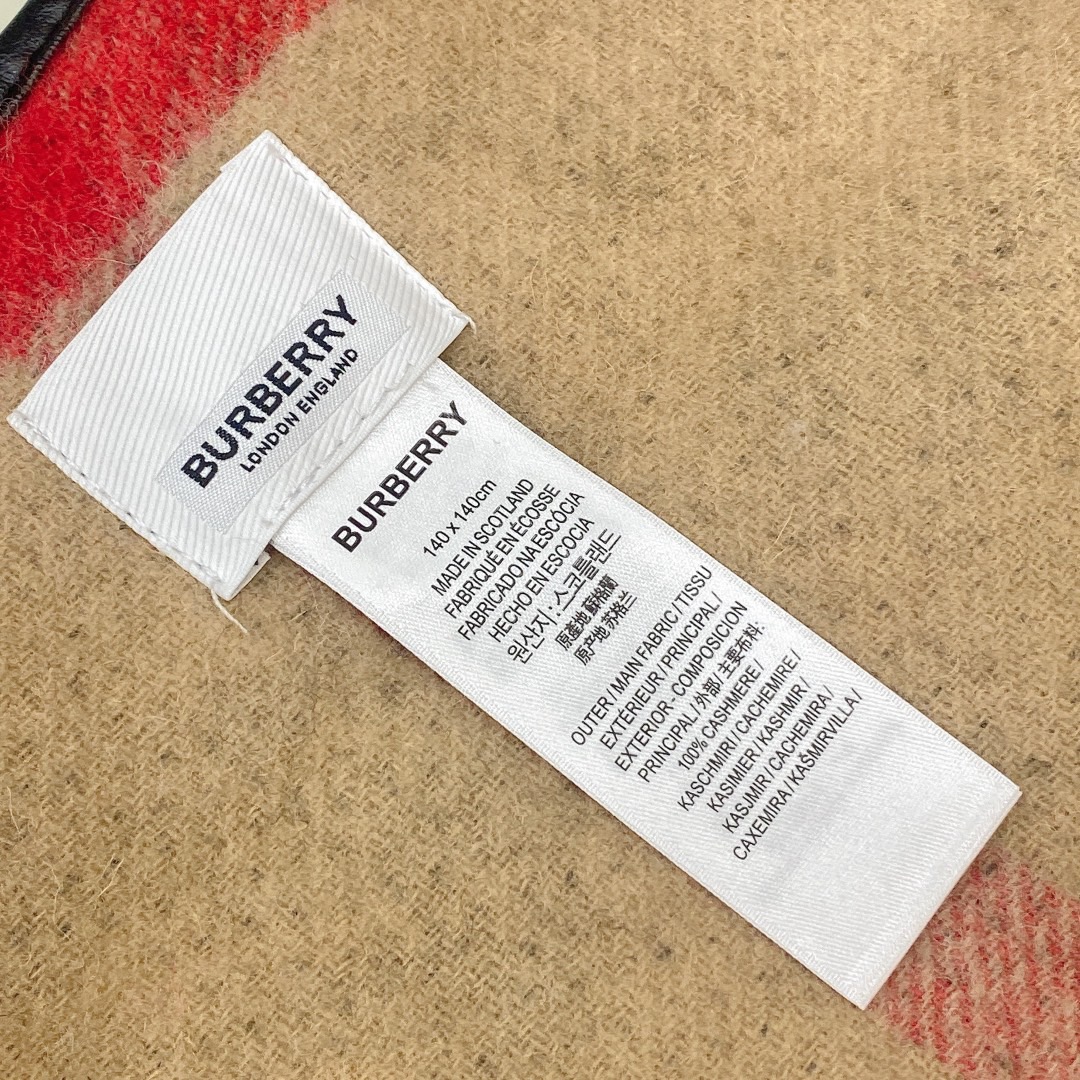 BURBERRY
LONDON ENGLAND
BURBERRY
140 x 140cm
MADE IN SCOTLAND
FABRIQUÉ EN ÉCOSSE
FABRICADO NA ESCÓCIA
HECHO EN ESCOCIA
원산지 : 스코틀랜드
原產地 蘇格蘭
原产地 苏格兰
OUTER / MAIN FABRIC / TISSU
EXTÉRIEUR / PRINCIPAL /
EXTERIOR - COMPOSICION
PRINCIPAL / 外部 / 主要布料:
100% CASHMERE /
KASCHMIRI / CACHEMIRE /
KASIMIER / KASHMIR /
KASJMIR / CACHEMIRA /
CAXEMIRA / KAŠMIRVILLA /